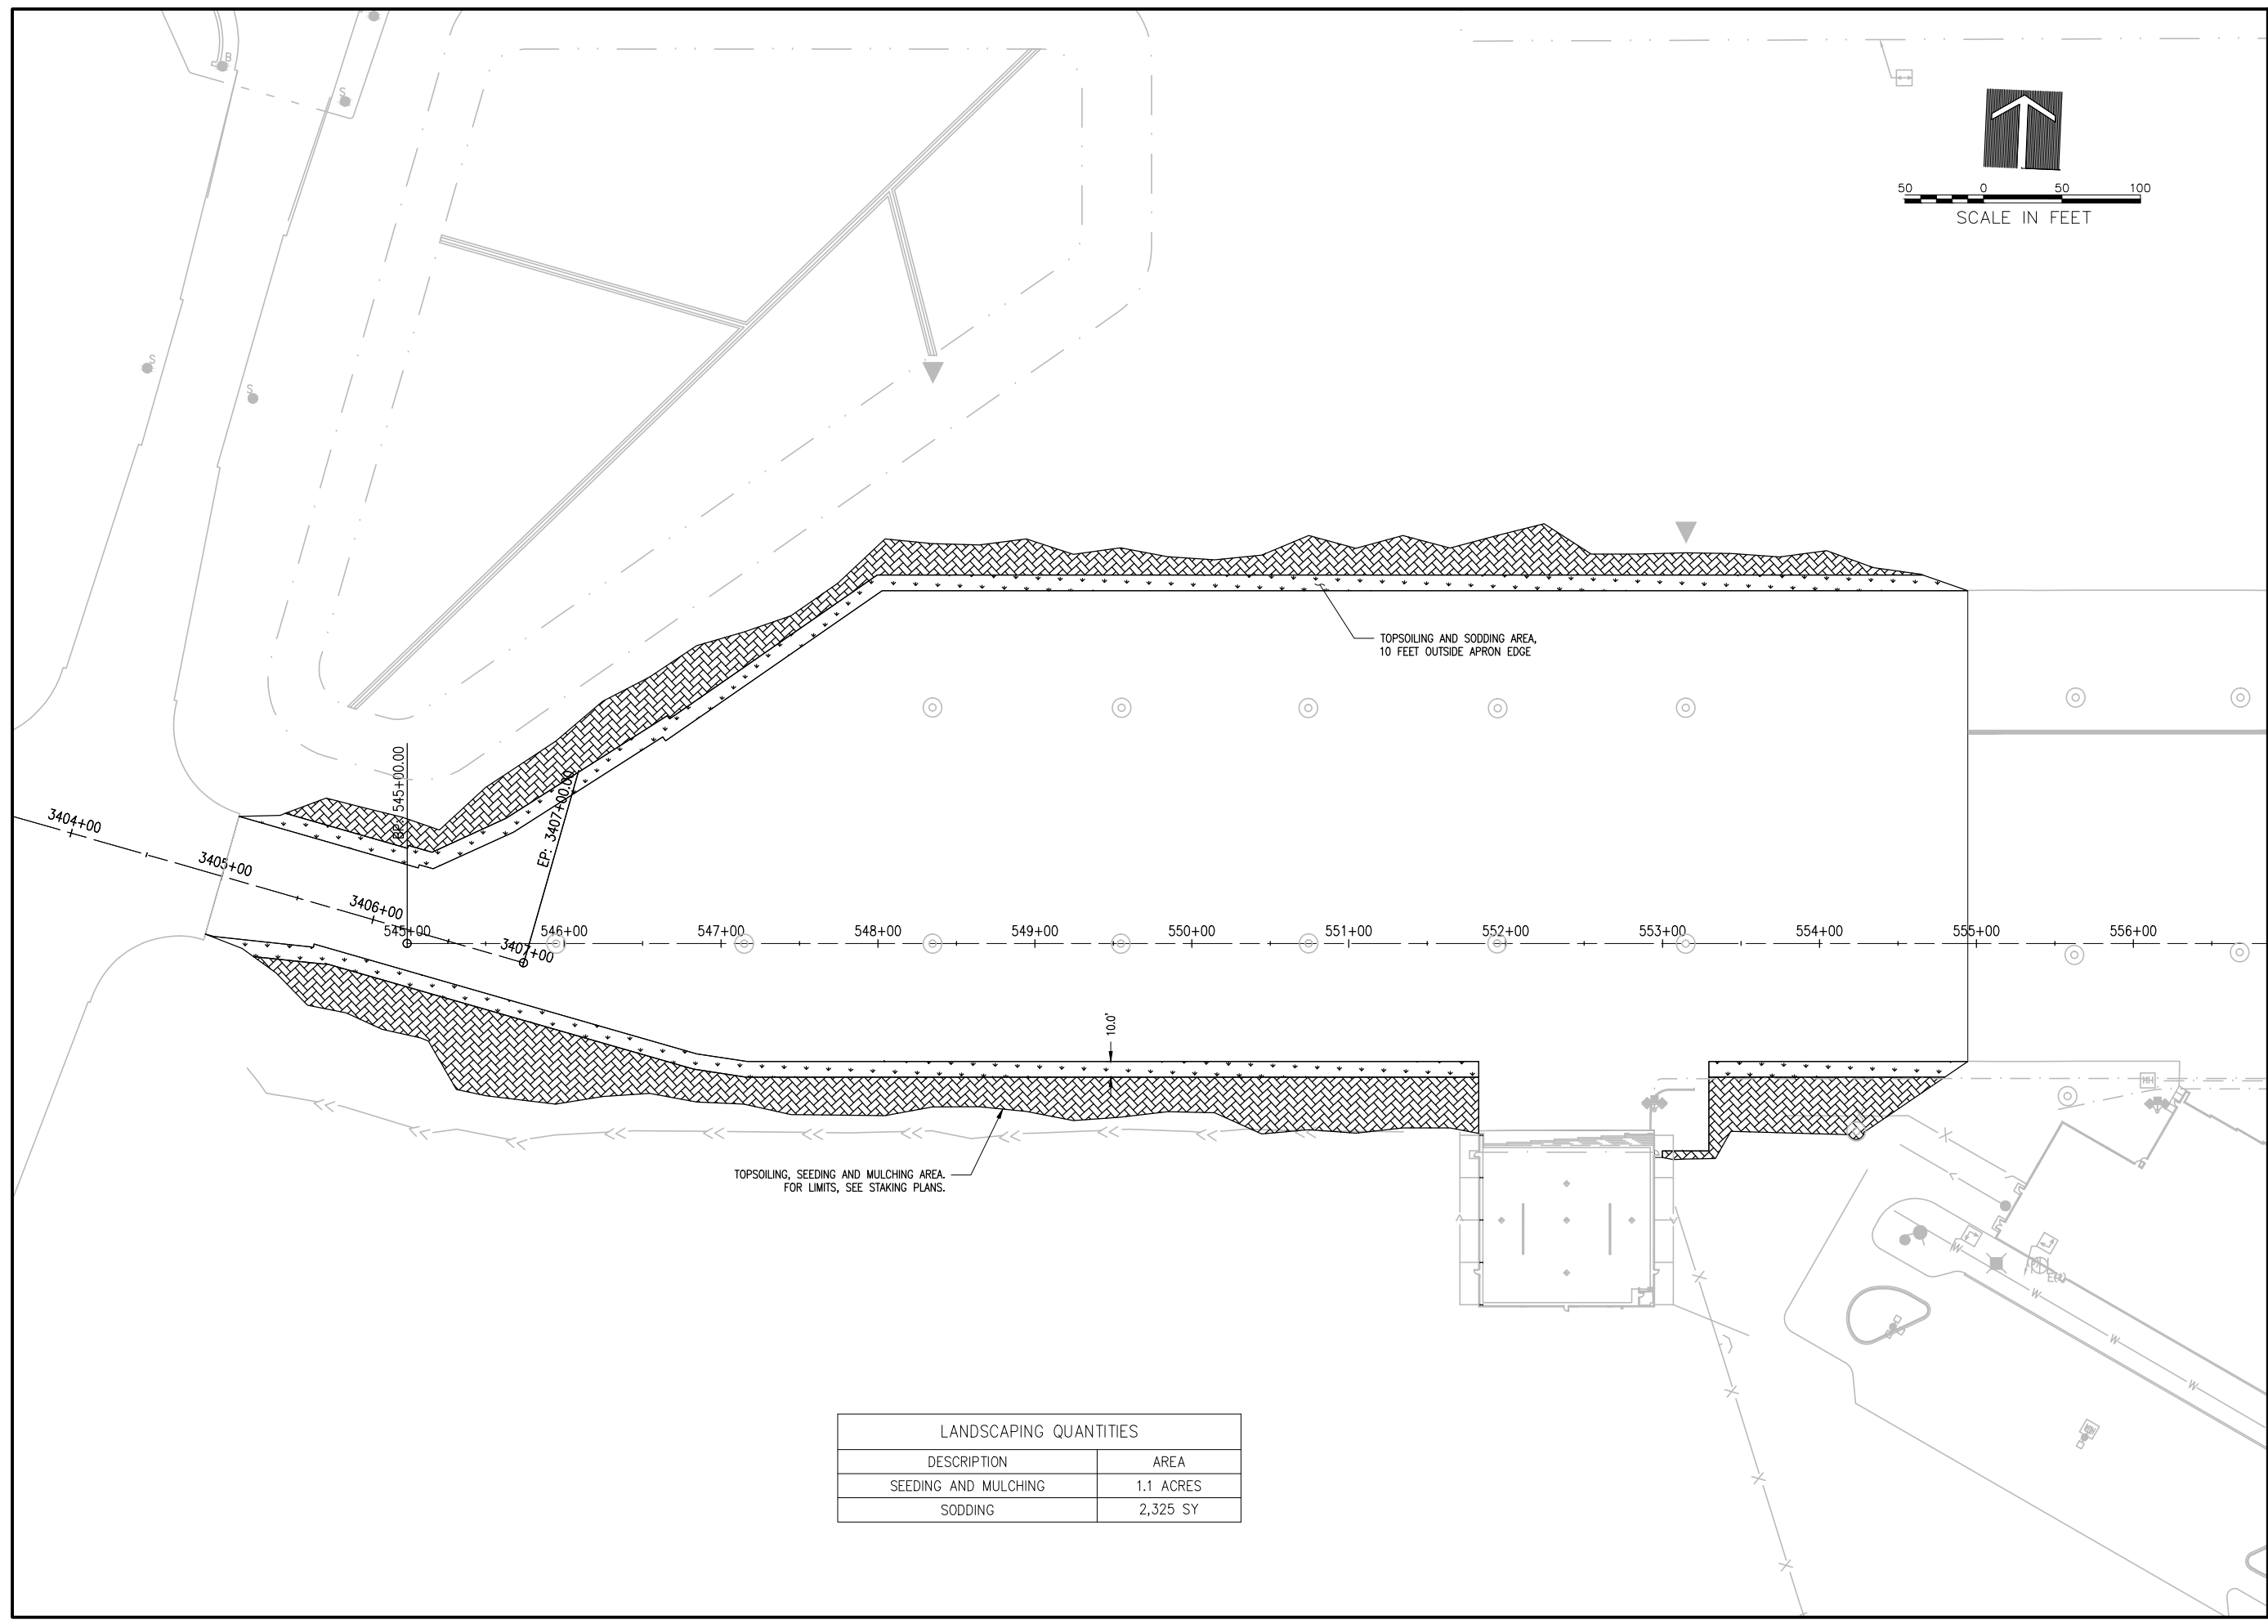 B
S
S
S
50 0 50 100
SCALE IN FEET
TOPSOILING AND SODDING AREA,
10 FEET OUTSIDE APRON EDGE
BP: 545+00.00
EP: 3407+00.00
3404+00
3405+00
3406+00
3407+00
545+00 546+00 547+00 548+00 549+00 550+00 551+00 552+00 553+00 554+00 555+00 556+00
10.0'
HH
TOPSOILING, SEEDING AND MULCHING AREA.
FOR LIMITS, SEE STAKING PLANS.
W
W
W
W
LANDSCAPING QUANTITIES
DESCRIPTION AREA
SEEDING AND MULCHING 1.1 ACRES
SODDING 2,325 SY